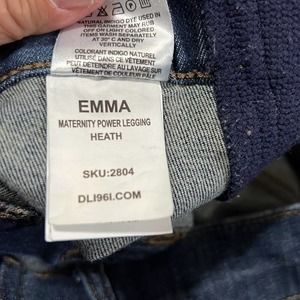 NATURAL INDIGO DYE USED IN
THIS GARMENT MAY RUB
OFF ON LIGHT COLORED
ITEMS WASH SEPARATELY
AT 30° C AND DRY
VERTICALLY
COLORANT INDIGO NATUREL
UTILISÉ DANS CE VÊTEMENT
PEUT DÉTEINDRE AU LAVAGE SUR
VÊTEMENT DE COULEUR PÂLE
EMMA
MATERNITY POWER LEGGING
HEATH
SKU:2804
DL1961.COM